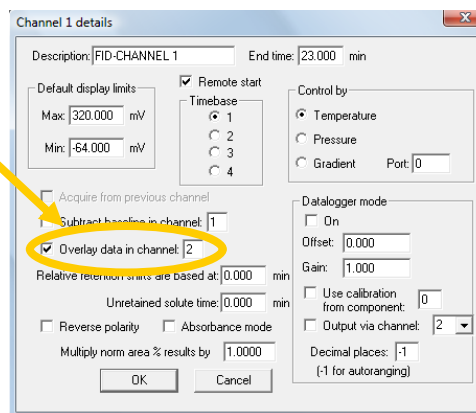 Channel 1 details
Description: FID-CHANNEL 1 End time: 23.000 min
Default display limits
Max: 320.000 mV
Min: -64.000 mV
Remote start
Timebase
1
2
3
4
Control by
Temperature
Pressure
Gradient Port: 0
Acquire from previous channel
Subtract baseline in channel: 1
Overlay data in channel: 2
Relative retention shifts are based at: 0.000 min
Unretained solute time: 0.000 min
Reverse polarity Absorbance mode
Multiply norm area % results by 1.0000
OK Cancel
Datalogger mode
On
Offset: 0.000
Gain: 1.000
Use calibration
from component: 0
Output via channel: 2
Decimal places: -1
(-1 for autoranging)